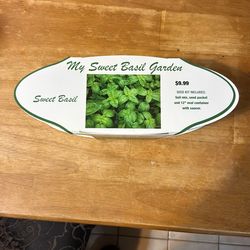 My Sweet Basil Garden
$9.99
SEED KIT INCLUDES:
Soil mix, seed packet
and 12" oval container
with saucer.
Sweet Basil